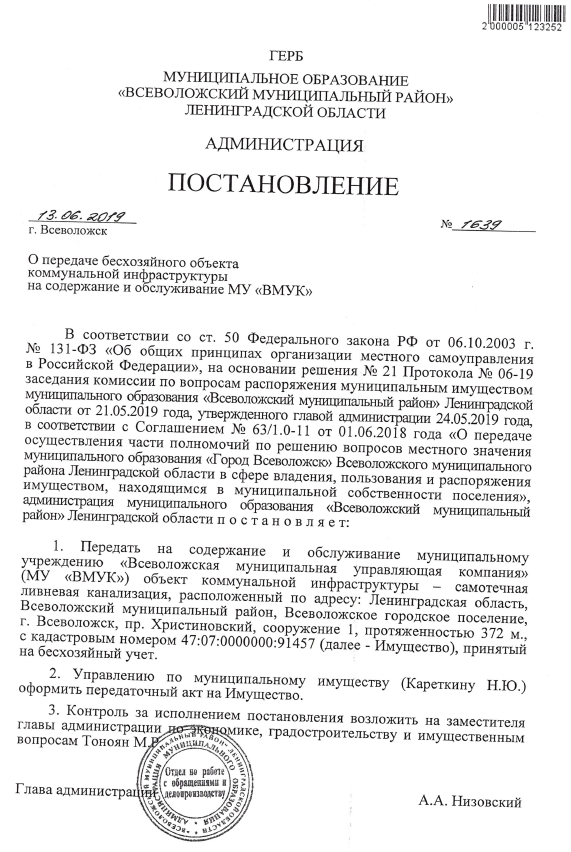 2 000005 123252
ГЕРБ
МУНИЦИПАЛЬНОЕ ОБРАЗОВАНИЕ
«ВСЕВОЛОЖСКИЙ МУНИЦИПАЛЬНЫЙ РАЙОН»
ЛЕНИНГРАДСКОЙ ОБЛАСТИ
АДМИНИСТРАЦИЯ
ПОСТАНОВЛЕНИЕ
13.06.2019
№ 1639
г. Всеволожск
О передаче бесхозяйного объекта
коммунальной инфраструктуры
на содержание и обслуживание МУ «ВМУК»
В соответствии со ст. 50 Федерального закона РФ от 06.10.2003 г.
№ 131-ФЗ «Об общих принципах организации местного самоуправления
в Российской Федерации», на основании решения № 21 Протокола № 06-19
заседания комиссии по вопросам распоряжения муниципальным имуществом
муниципального образования «Всеволожский муниципальный район» Ленинградской
области от 21.05.2019 года, утвержденного главой администрации 24.05.2019 года,
в соответствии с Соглашением № 63/1.0-11 от 01.06.2018 года «О передаче
осуществления части полномочий по решению вопросов местного значения
муниципального образования «Город Всеволожск» Всеволожского муниципального
района Ленинградской области в сфере владения, пользования и распоряжения
имуществом, находящимся в муниципальной собственности поселения»,
администрация муниципального образования «Всеволожский муниципальный
район» Ленинградской области п о с т а н о в л я е т:
1. Передать на содержание и обслуживание муниципальному
учреждению «Всеволожская муниципальная управляющая компания»
(МУ «ВМУК») объект коммунальной инфраструктуры – самотечная
ливневая канализация, расположенный по адресу: Ленинградская область,
Всеволожский муниципальный район, Всеволожское городское поселение,
г. Всеволожск, пр. Христиновский, сооружение 1, протяженностью 372 м.,
с кадастровым номером 47:07:0000000:91457 (далее - Имущество), принятый
на бесхозяйный учет.
2. Управлению по муниципальному имуществу (Кареткину Н.Ю.)
оформить передаточный акт на Имущество.
3. Контроль за исполнением постановления возложить на заместителя
главы администрации по экономике, градостроительству и имущественным
вопросам Тоноян М.Р.
Отдел по работе
с обращениями и
делопроизводству
Глава администрации
А.А. Низовский